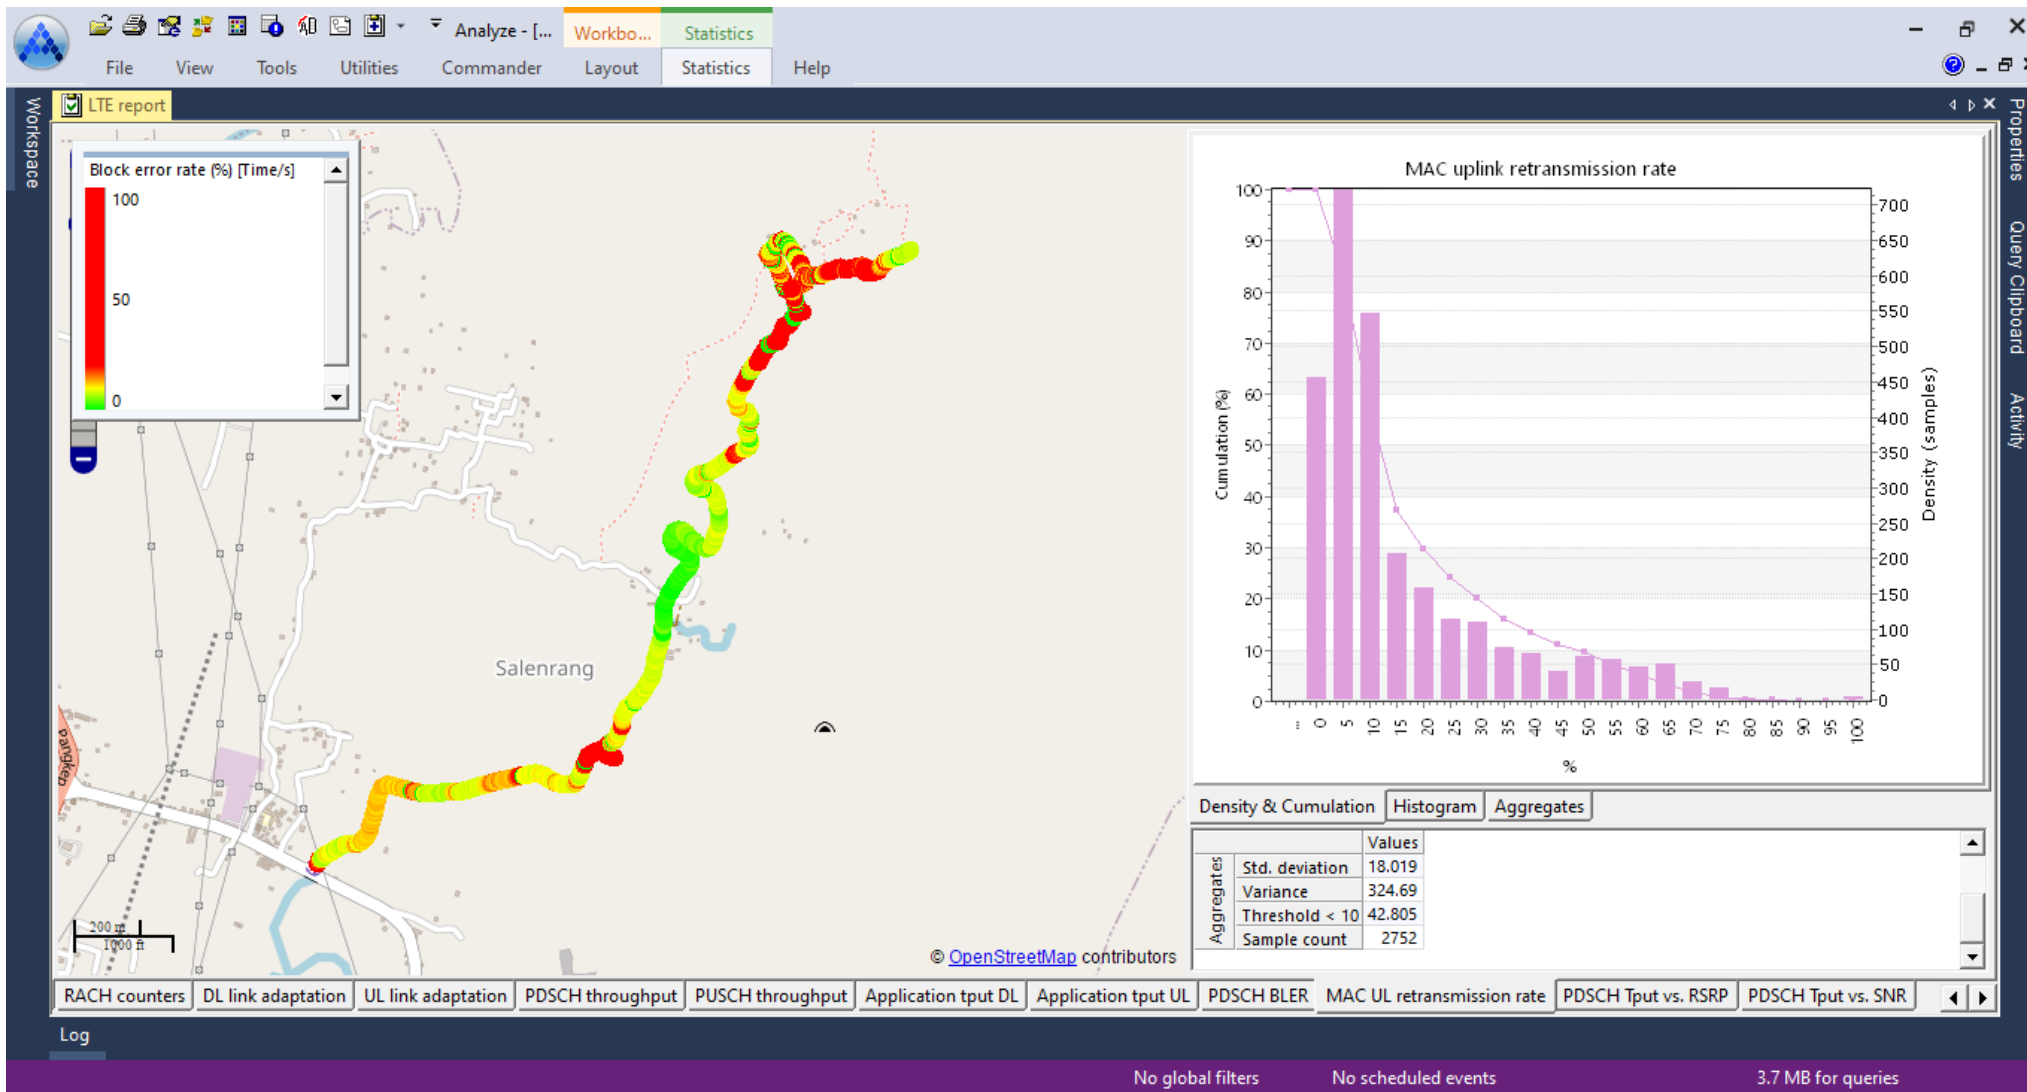 Analyze - [...
Workbo...
Statistics
File
View
Tools
Utilities
Commander
Layout
Statistics
Help
Workspace
LTE report
Properties
Query Clipboard
Activity
Block error rate (%) [Time/s]
100
50
0
Salenrang
Pangkep
200 m
1000 ft
© OpenStreetMap contributors
MAC uplink retransmission rate
Cumulation (%)
100
90
80
70
60
50
40
30
20
10
0
Density (samples)
700
650
600
550
500
450
400
350
300
250
200
150
100
50
0
... 0 5 10 15 20 25 30 35 40 45 50 55 60 65 70 75 80 85 90 95 100
%
Density & Cumulation
Histogram
Aggregates
Values
Aggregates
Std. deviation 18.019
Variance 324.69
Threshold < 10 42.805
Sample count 2752
RACH counters
DL link adaptation
UL link adaptation
PDSCH throughput
PUSCH throughput
Application tput DL
Application tput UL
PDSCH BLER
MAC UL retransmission rate
PDSCH Tput vs. RSRP
PDSCH Tput vs. SNR
Log
No global filters
No scheduled events
3.7 MB for queries